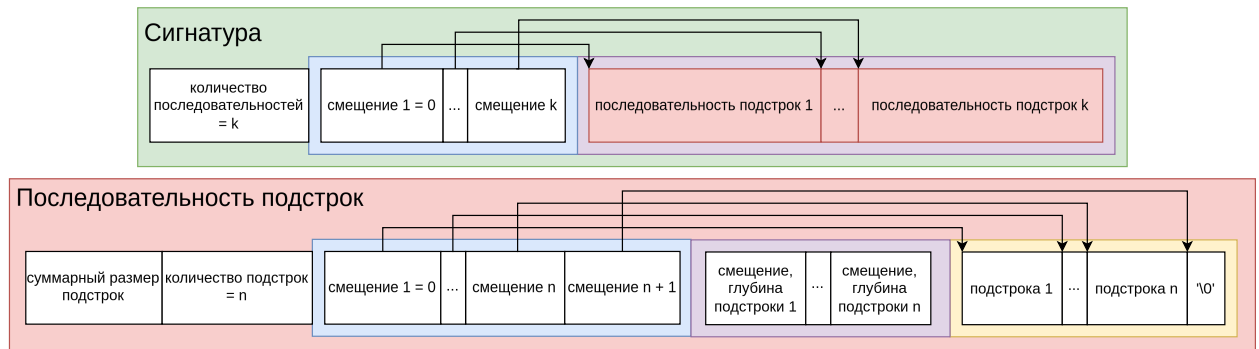 Сигнатура
количество
последовательностей
= k
смещение 1 = 0
...
смещение k
последовательность подстрок 1
...
последовательность подстрок k
Последовательность подстрок
суммарный размер
подстрок
количество подстрок
= n
смещение 1 = 0
...
смещение n
смещение n + 1
смещение,
глубина
подстроки 1
...
смещение,
глубина
подстроки n
подстрока 1
...
подстрока n
'\0'